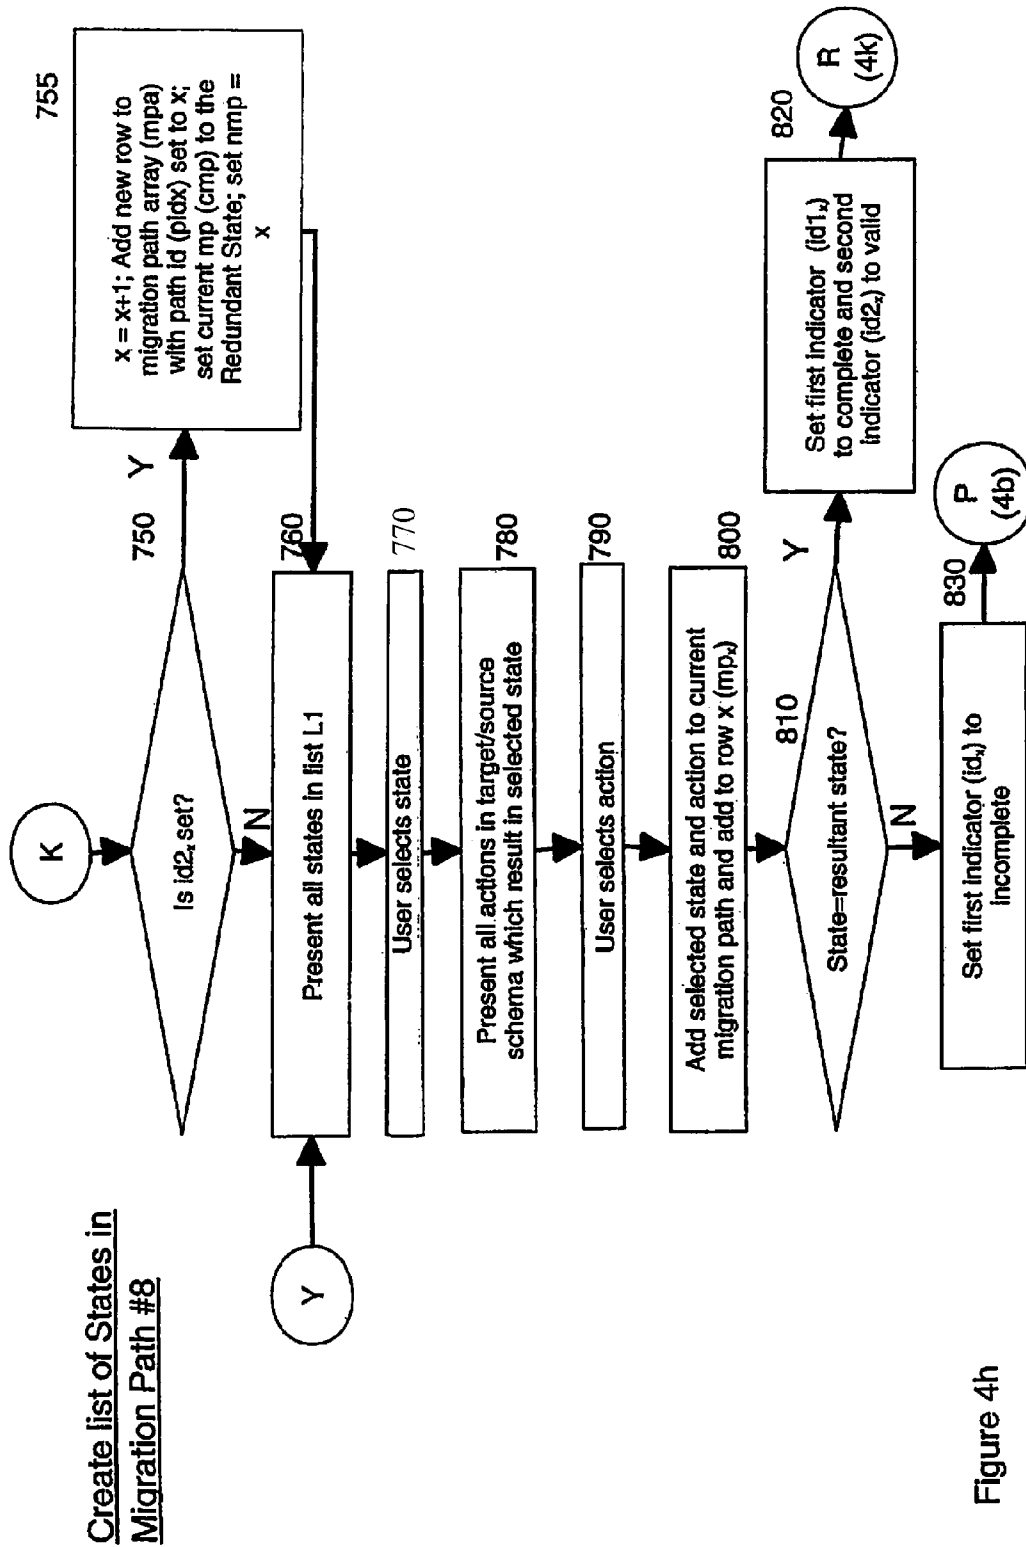 Create list of States in
Migration Path #8
K
750
Is id2x set?
Y
N
755
x = x+1; Add new row to
migration path array (mpa)
with path id (pidx) set to x;
set current mp (cmp) to the
Redundant State; set nmp =
x
Y
760
Present all states in list L1
770
User selects state
780
Present all actions in target/source
schema which result in selected state
790
User selects action
800
Add selected state and action to current
migration path and add to row x (mpx)
810
State=resultant state?
Y
N
820
Set first indicator (id1x)
to complete and second
indicator (id2x) to valid
R
(4k)
830
Set first indicator (idx) to
incomplete
P
(4b)
Figure 4h